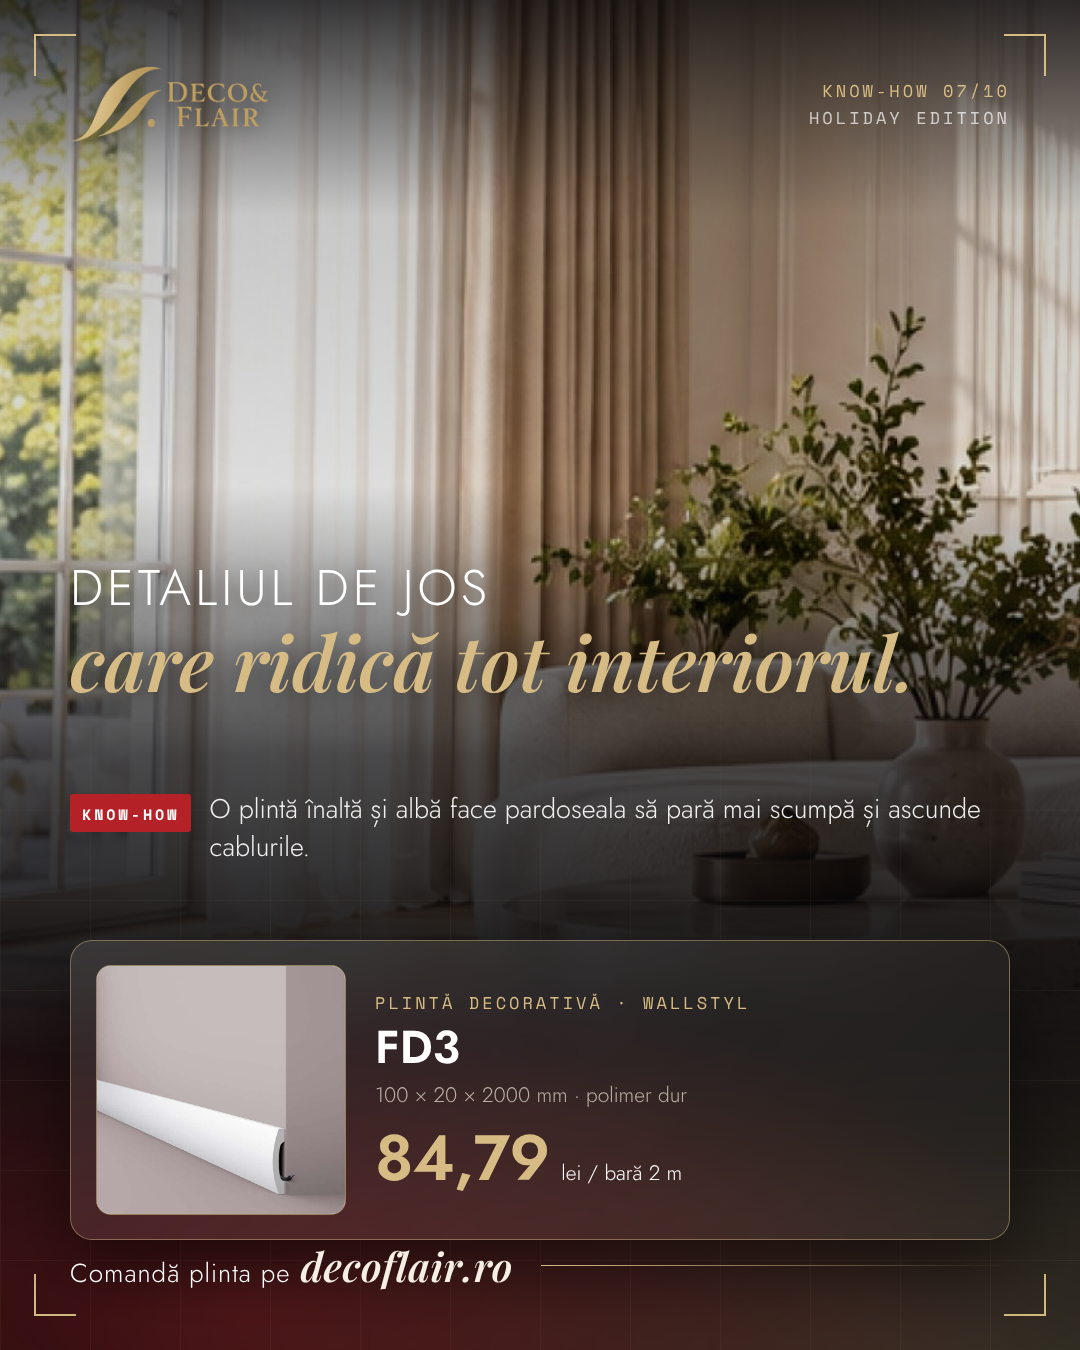 DECO&
FLAIR
KNOW-HOW 07/10
HOLIDAY EDITION
DETALIUL DE JOS
care ridică tot interiorul.
KNOW-HOW
O plintă înaltă și albă face pardoseala să pară mai scumpă și ascunde
cablurile.
PLINTĂ DECORATIVĂ · WALLSTYL
FD3
100 × 20 × 2000 mm · polimer dur
84,79 lei / bară 2 m
Comandă plinta pe decoflair.ro